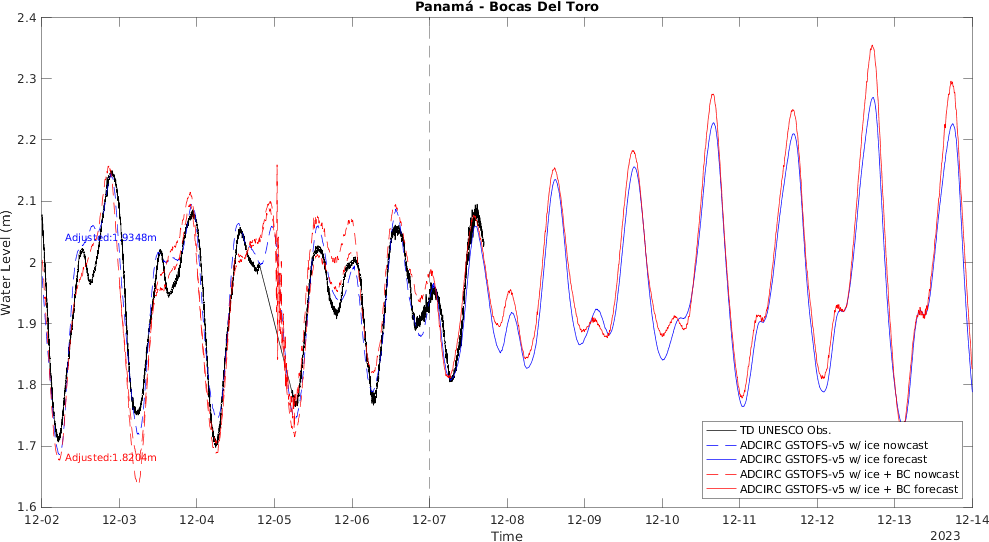 Panamá - Bocas Del Toro
Water Level (m)
2.4
2.3
2.2
2.1
2
1.9
1.8
1.7
1.6
Adjusted:1.9348m
Adjusted:1.8204m
TD UNESCO Obs.
ADCIRC GSTOFS-v5 w/ ice nowcast
ADCIRC GSTOFS-v5 w/ ice forecast
ADCIRC GSTOFS-v5 w/ ice + BC nowcast
ADCIRC GSTOFS-v5 w/ ice + BC forecast
12-02 12-03 12-04 12-05 12-06 12-07 12-08 12-09 12-10 12-11 12-12 12-13 12-14
Time
2023